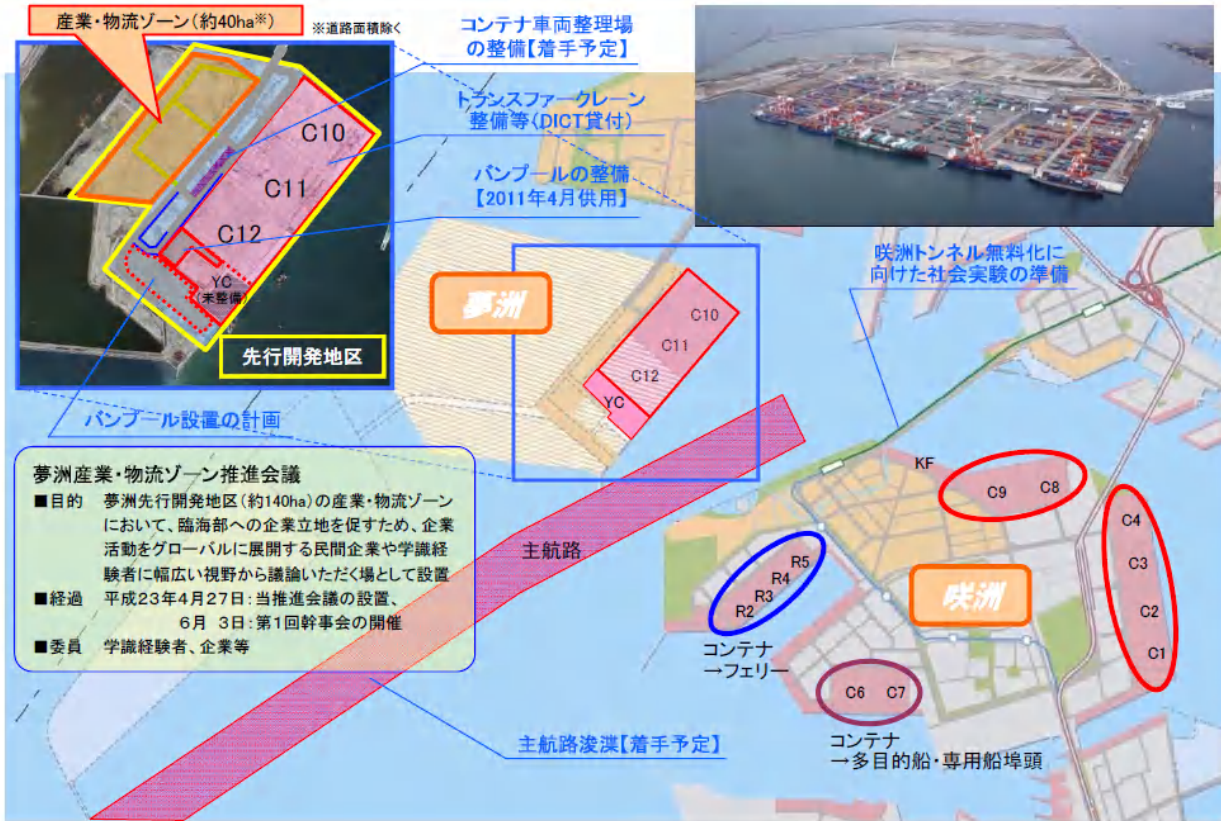 産業・物流ゾーン(約40ha※)
※道路面積除く
コンテナ車両整理場
の整備【着手予定】
トランスファークレーン
整備等(DICT貸付)
バンプールの整備
【2011年4月供用】
C10
C11
C12
YC
(未整備)
先行開発地区
バンプール設置の計画
夢洲
C10
C11
C12
YC
咲洲トンネル無料化に
向けた社会実験の準備
夢洲産業・物流ゾーン推進会議
■目的 夢洲先行開発地区(約140ha)の産業・物流ゾーン
において、臨海部への企業立地を促すため、企業
活動をグローバルに展開する民間企業や学識経
験者に幅広い視野から議論いただく場として設置
■経過 平成23年4月27日:当推進会議の設置、
6月 3日:第1回幹事会の開催
■委員 学識経験者、企業等
主航路
主航路浚渫【着手予定】
KF
C9
C8
C4
C3
C2
C1
咲洲
R5
R4
R3
R2
コンテナ
→フェリー
C6
C7
コンテナ
→多目的船・専用船埠頭